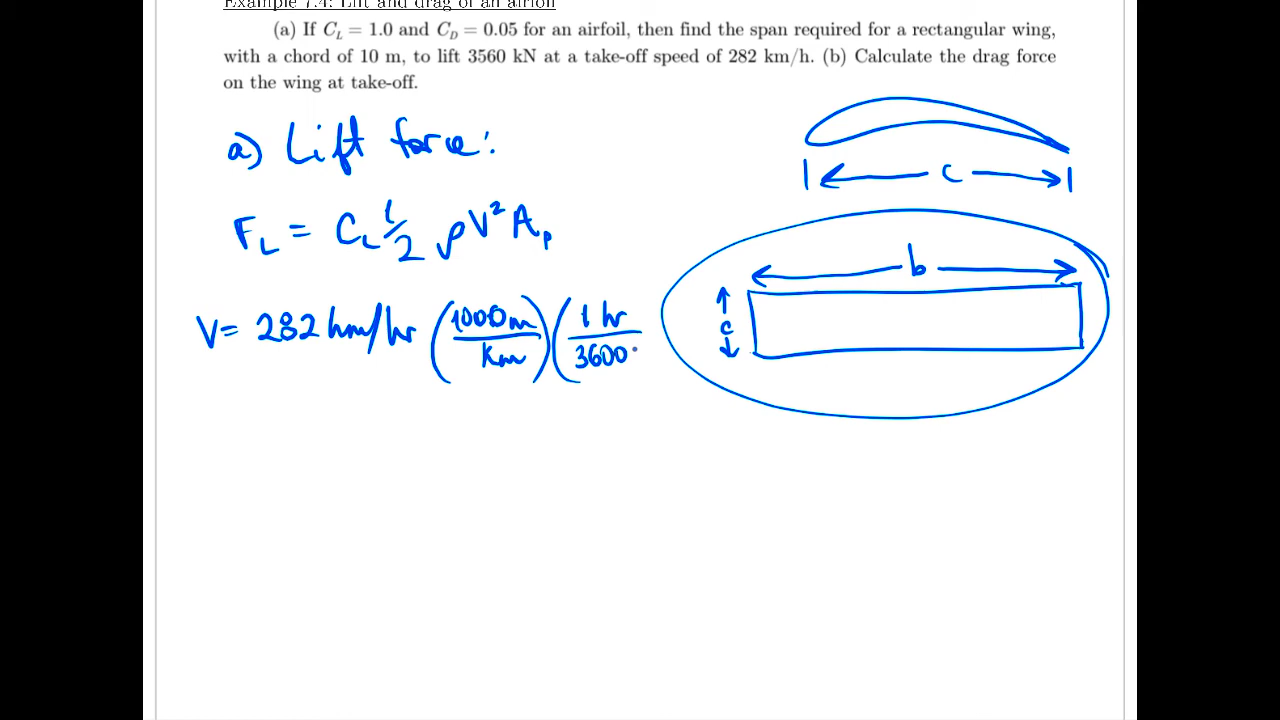 Example 7.4: Lift and drag of an airfoil
(a) If C_L = 1.0 and C_D = 0.05 for an airfoil, then find the span required for a rectangular wing,
with a chord of 10 m, to lift 3560 kN at a take-off speed of 282 km/h. (b) Calculate the drag force
on the wing at take-off.
a) Lift force:
F_L = C_L 1/2 ρ V² A_p
V = 282 km/hr (1000 m / km) (1 hr / 3600
c
b
c